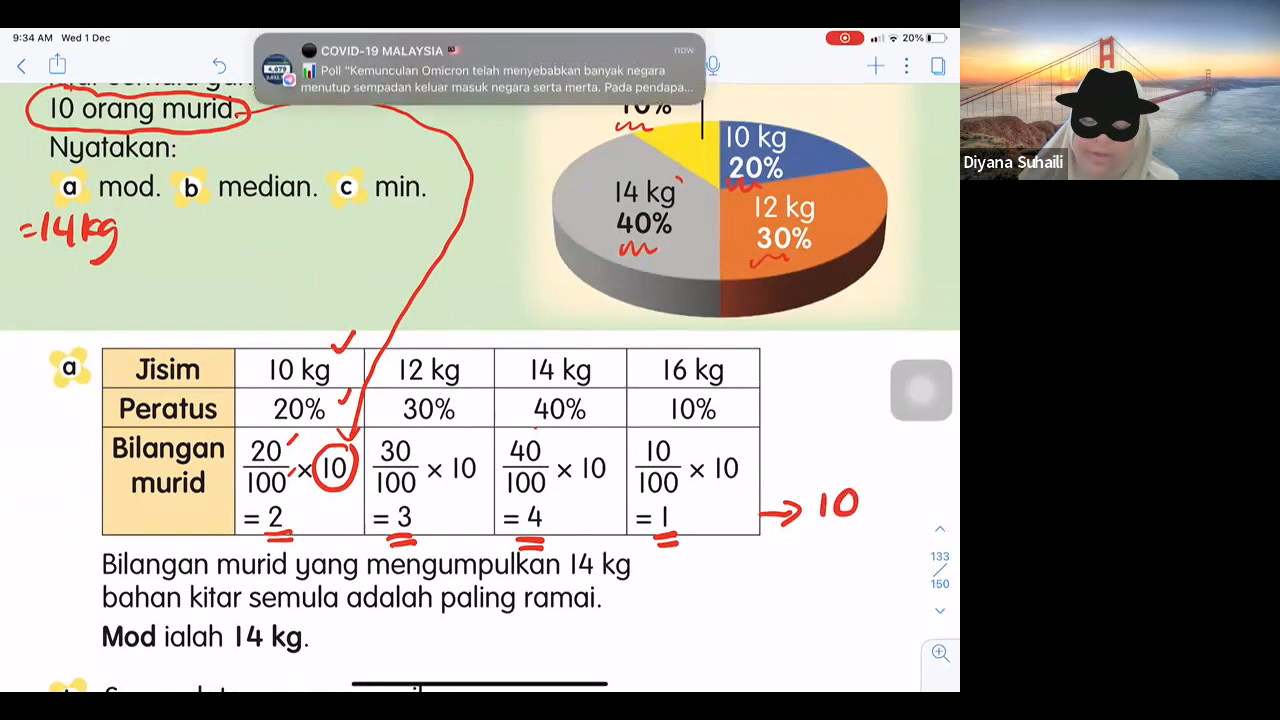 9:34 AM Wed 1 Dec
20%
COVID-19 MALAYSIA
now
Poll "Kemunculan Omicron telah menyebabkan banyak negara
menutup sempadan keluar masuk negara serta merta. Pada pendapa...
10 orang murid.
Nyatakan:
a mod. b median. c min.
=14kg
10%
10 kg
20%
14 kg
40%
12 kg
30%
Diyana Suhaili
a
Jisim 10 kg 12 kg 14 kg 16 kg
Peratus 20% 30% 40% 10%
Bilangan murid
20/100 × 10 = 2
30/100 × 10 = 3
40/100 × 10 = 4
10/100 × 10 = 1
→ 10
Bilangan murid yang mengumpulkan 14 kg
bahan kitar semula adalah paling ramai.
Mod ialah 14 kg.
133
150